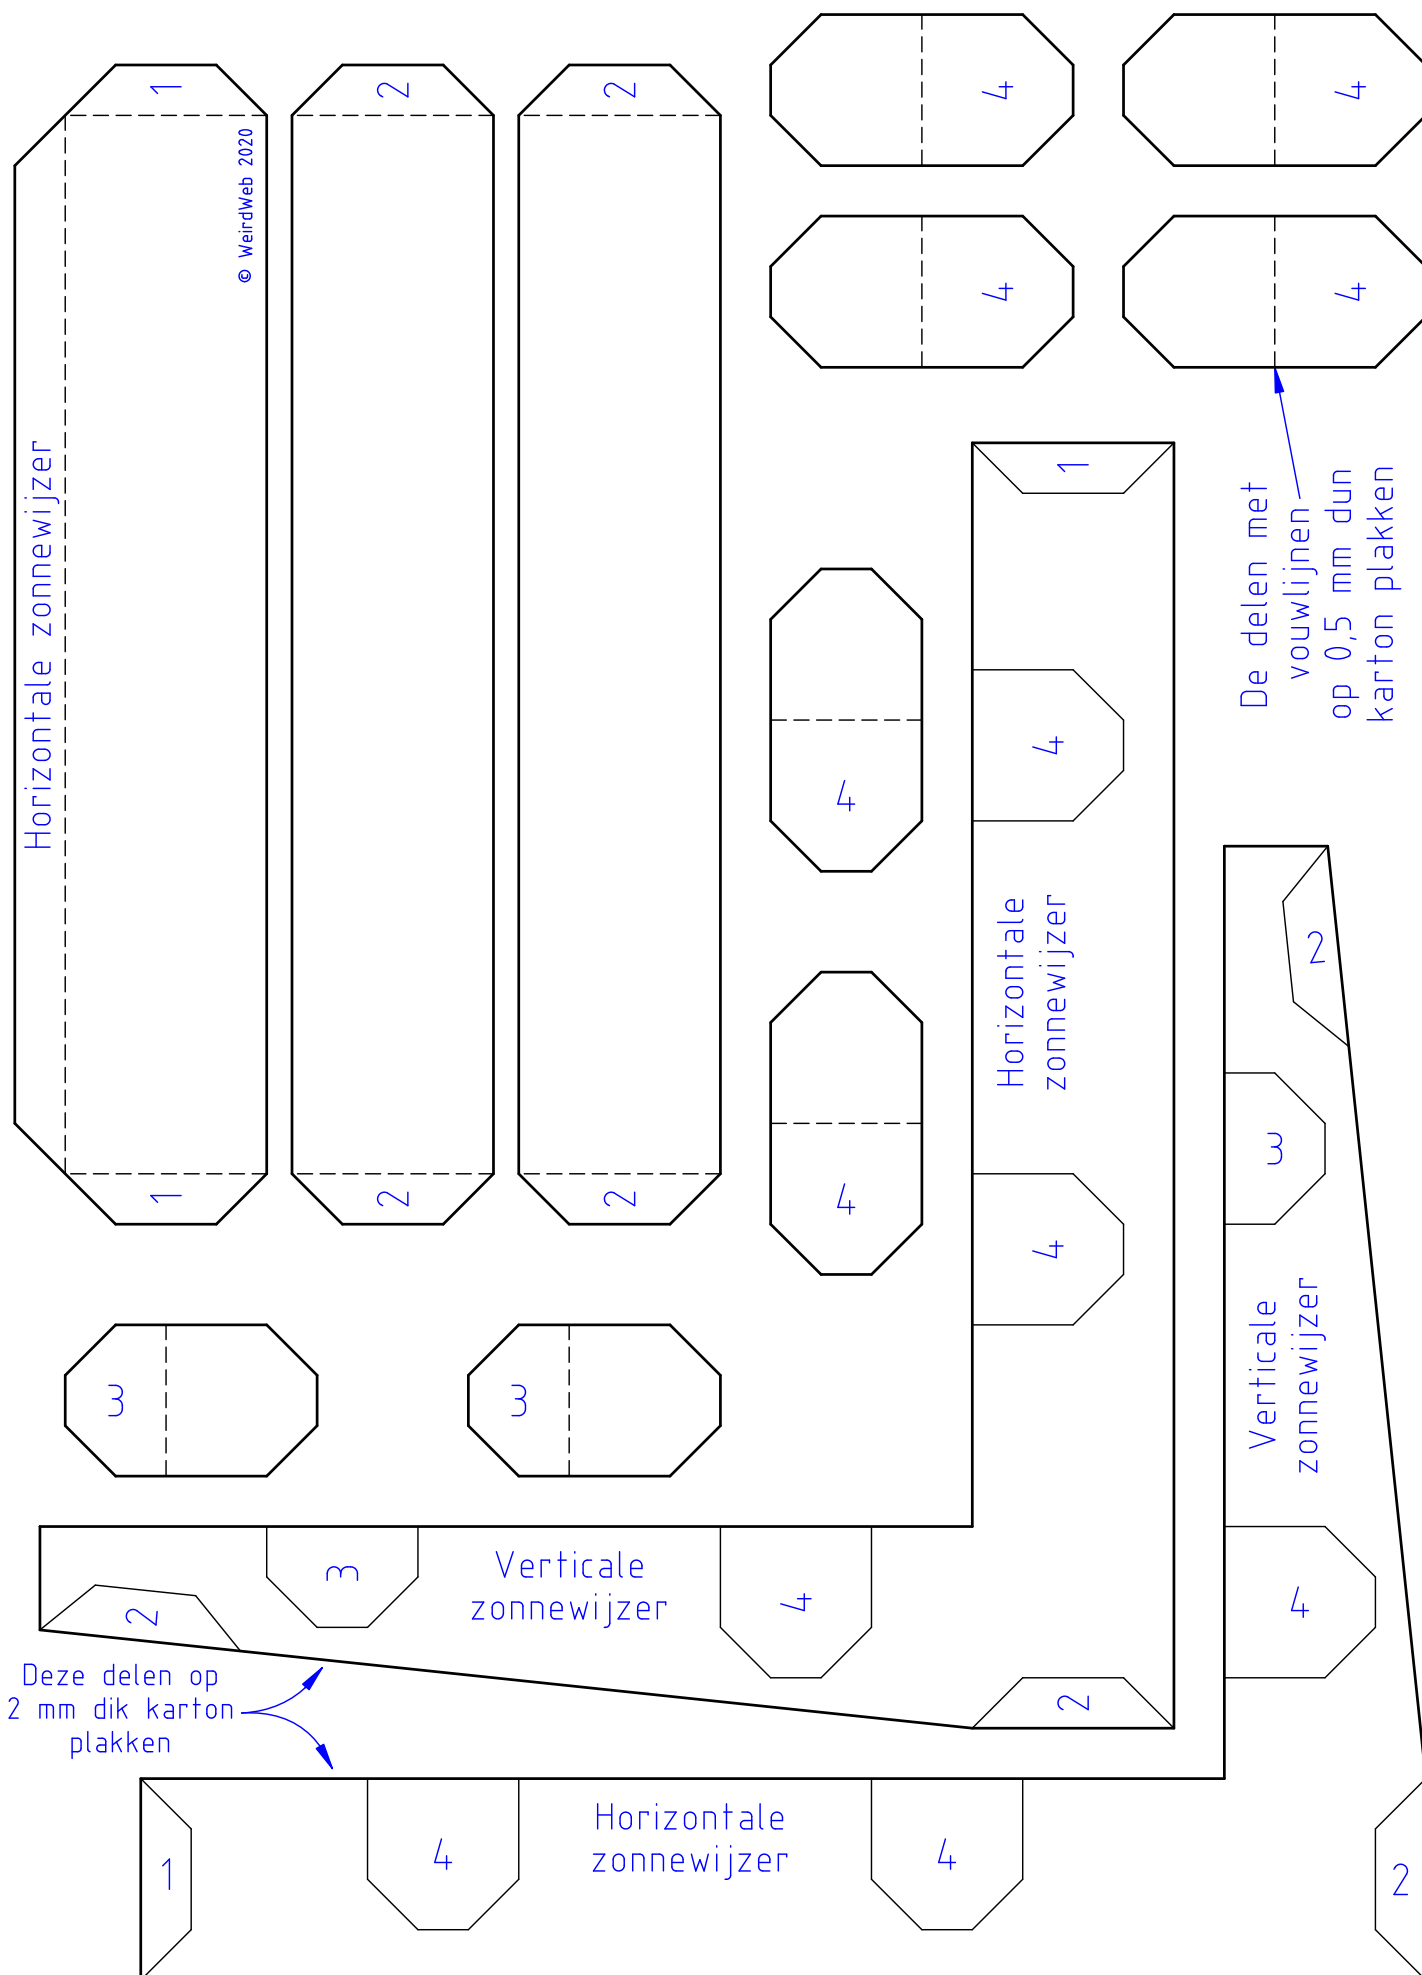 1
2
2
4
4
© WeirdWeb 2020
4
4
Horizontale zonnewijzer
1
De delen met
vouwlijnen
op 0,5 mm dun
karton plakken
4
4
Horizontale
zonnewijzer
2
4
4
3
1
2
2
Verticale
zonnewijzer
3
3
Verticale
zonnewijzer
3
4
4
2
2
Deze delen op
2 mm dik karton
plakken
Horizontale
zonnewijzer
1
4
4
2